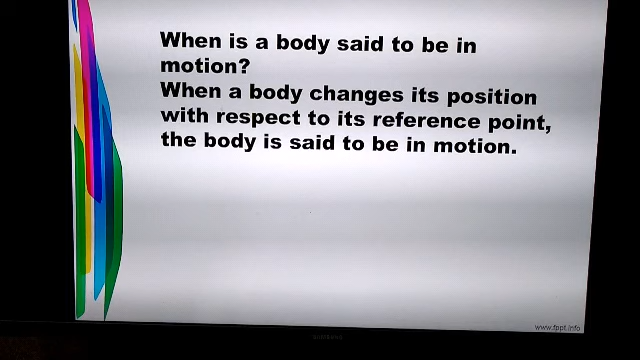 When is a body said to be in
motion?
When a body changes its position
with respect to its reference point,
the body is said to be in motion.
www.fppt.info
SAMSUNG